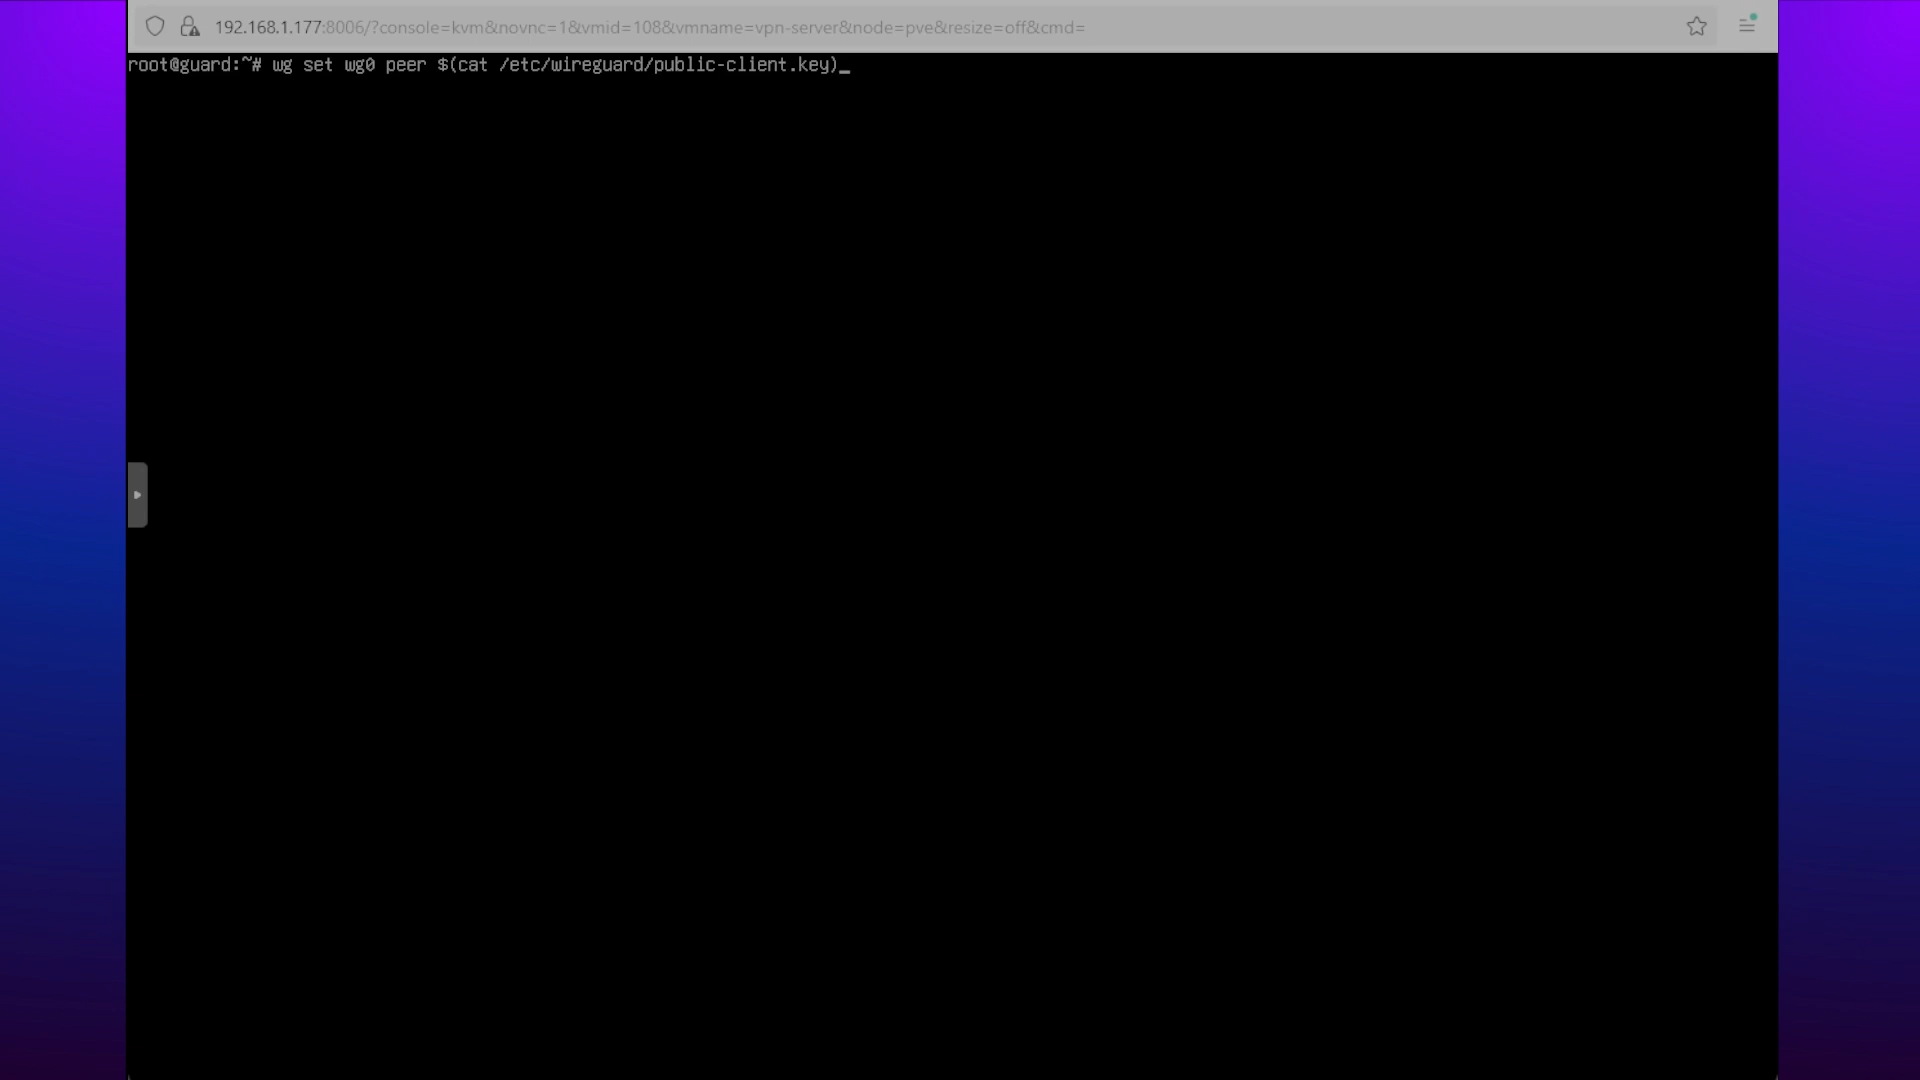 192.168.1.177:8006/?console=kvm&novnc=1&vmid=108&vmname=vpn-server&node=pve&resize=off&cmd=
root@guard:~# wg set wg0 peer $(cat /etc/wireguard/public-client.key)_